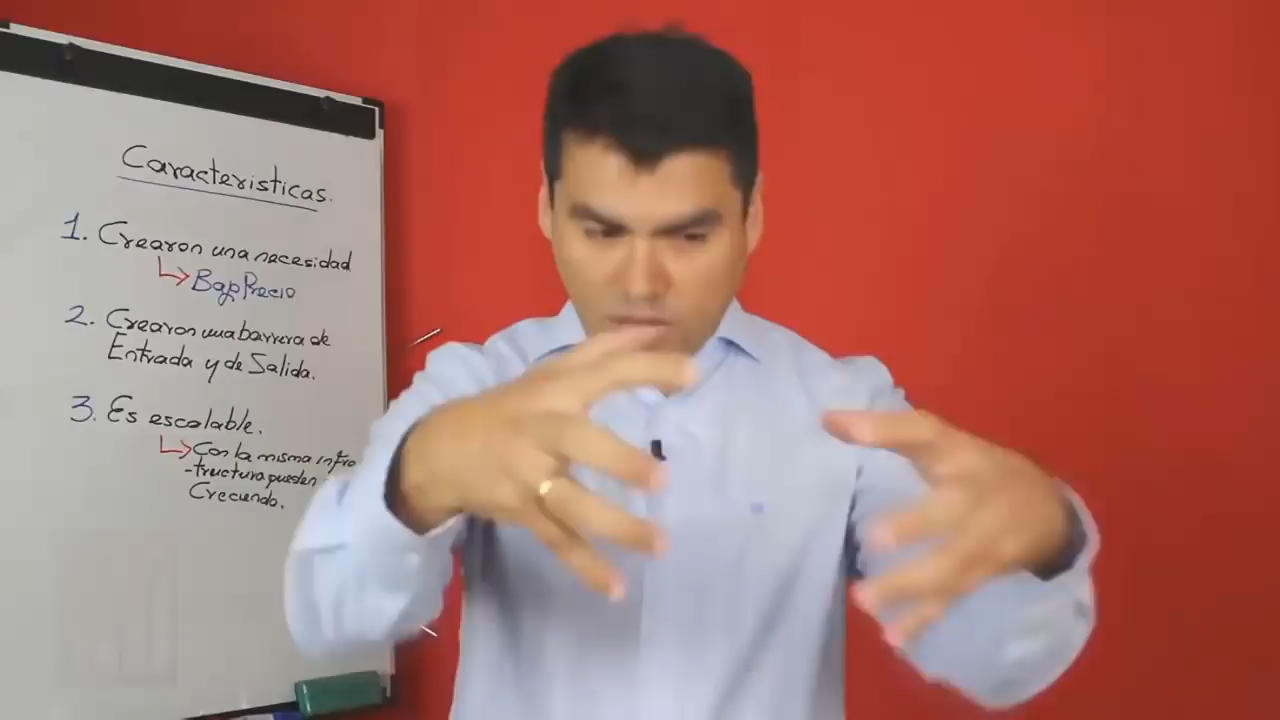 Caracteristicas.
1. Crearon una necesidad
Bajo Precio
2. Crearon una barrera de
Entrada y de Salida.
3. Es escalable.
Con la misma infra
-tructura pueden
Creciendo.